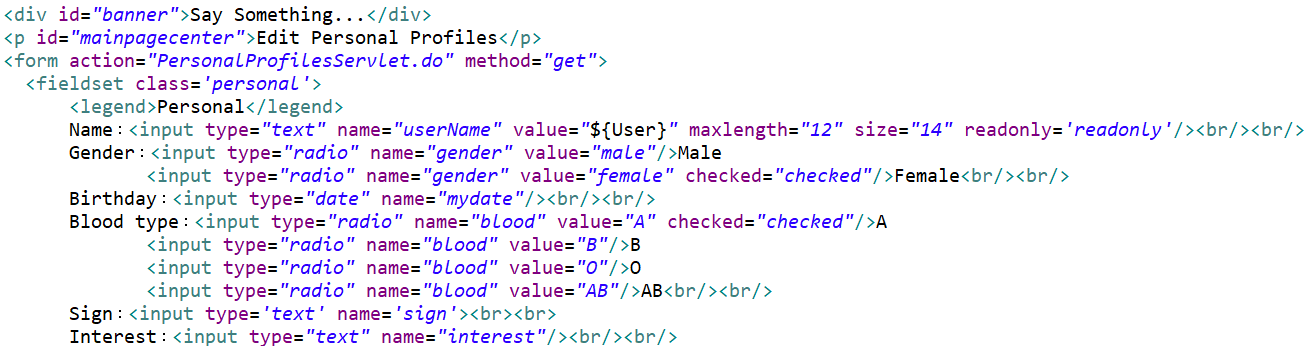 <div id="banner">Say Something...</div>
<p id="mainpagecenter">Edit Personal Profiles</p>
<form action="PersonalProfilesServlet.do" method="get">
<fieldset class='personal'>
<legend>Personal</legend>
Name:<input type="text" name="userName" value="${User}" maxlength="12" size="14" readonly='readonly'/><br/><br/>
Gender:<input type="radio" name="gender" value="male"/>Male
<input type="radio" name="gender" value="female" checked="checked"/>Female<br/><br/>
Birthday:<input type="date" name="mydate"/><br/><br/>
Blood type:<input type="radio" name="blood" value="A" checked="checked"/>A
<input type="radio" name="blood" value="B"/>B
<input type="radio" name="blood" value="O"/>O
<input type="radio" name="blood" value="AB"/>AB<br/><br/>
Sign:<input type='text' name='sign'><br><br>
Interest:<input type="text" name="interest"/><br/><br/>